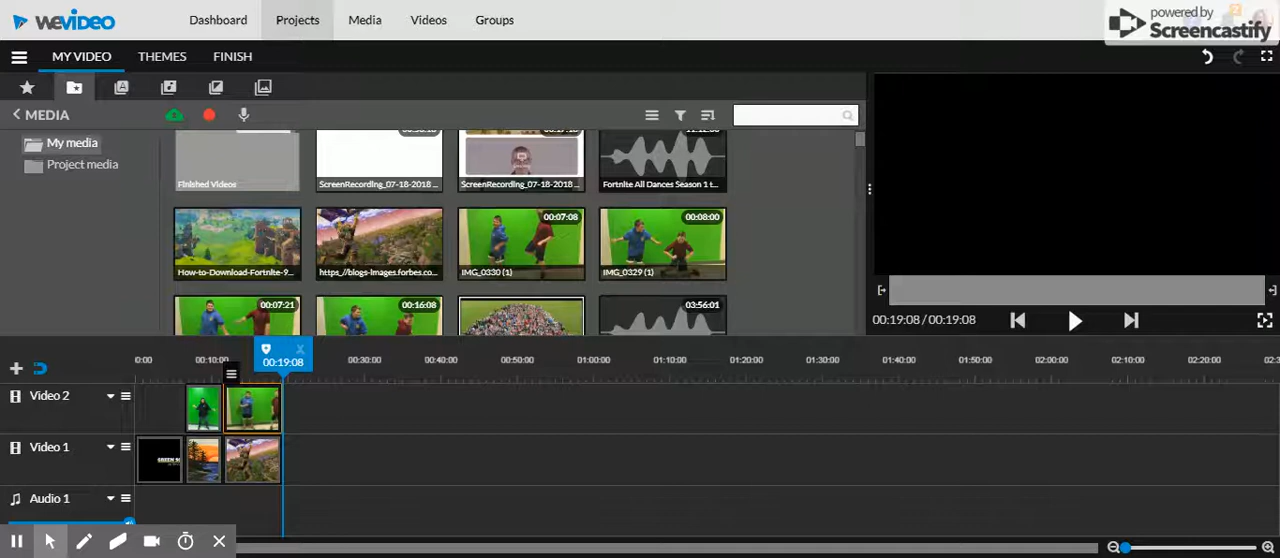 WeVideo Dashboard Projects Media Videos Groups
powered by
Screencastify
MY VIDEO THEMES FINISH
MEDIA
My media
Project media
Finished Videos
ScreenRecording_07-18-2018 ...
ScreenRecording_07-18-2018 ...
Fortnite All Dances Season 1 t...
00:07:08
00:08:00
How-to-Download-Fortnite-9...
https_//blogs-images.forbes.co...
IMG_0330 (1)
IMG_0329 (1)
00:07:21
00:16:08
03:56:01
00:19:08 / 00:19:08
0:00 00:10:00 00:19:08 00:30:00 00:40:00 00:50:00 01:00:00 01:10:00 01:20:00 01:30:00 01:40:00 01:50:00 02:00:00 02:10:00 02:20:00 02:3
Video 2
Video 1
GREEN SC
Audio 1